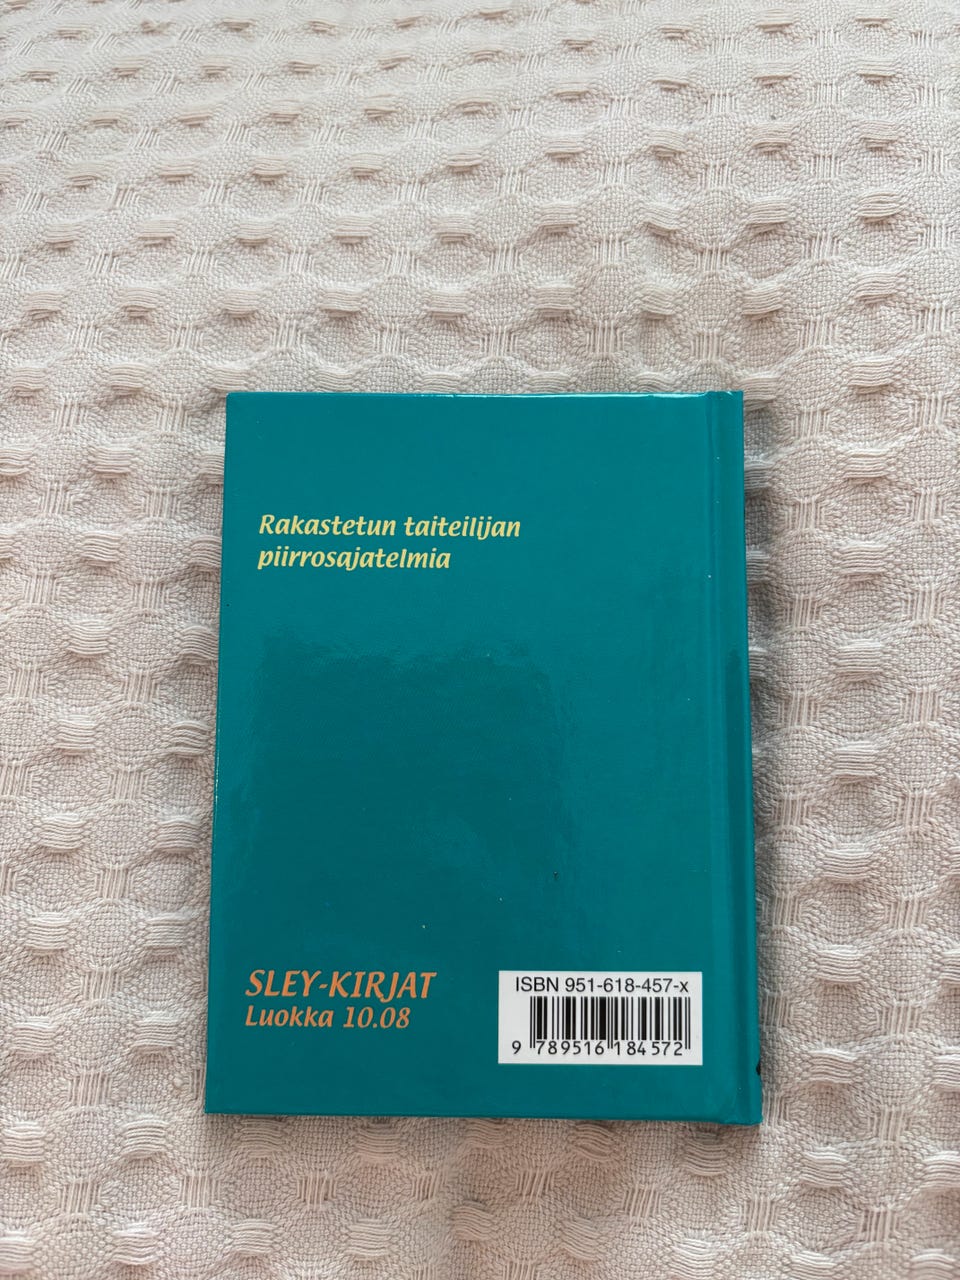 Rakastetun taiteilijan
piirrosajatelmia
SLEY-KIRJAT
Luokka 10.08
ISBN 951-618-457-x
9 789516 184572